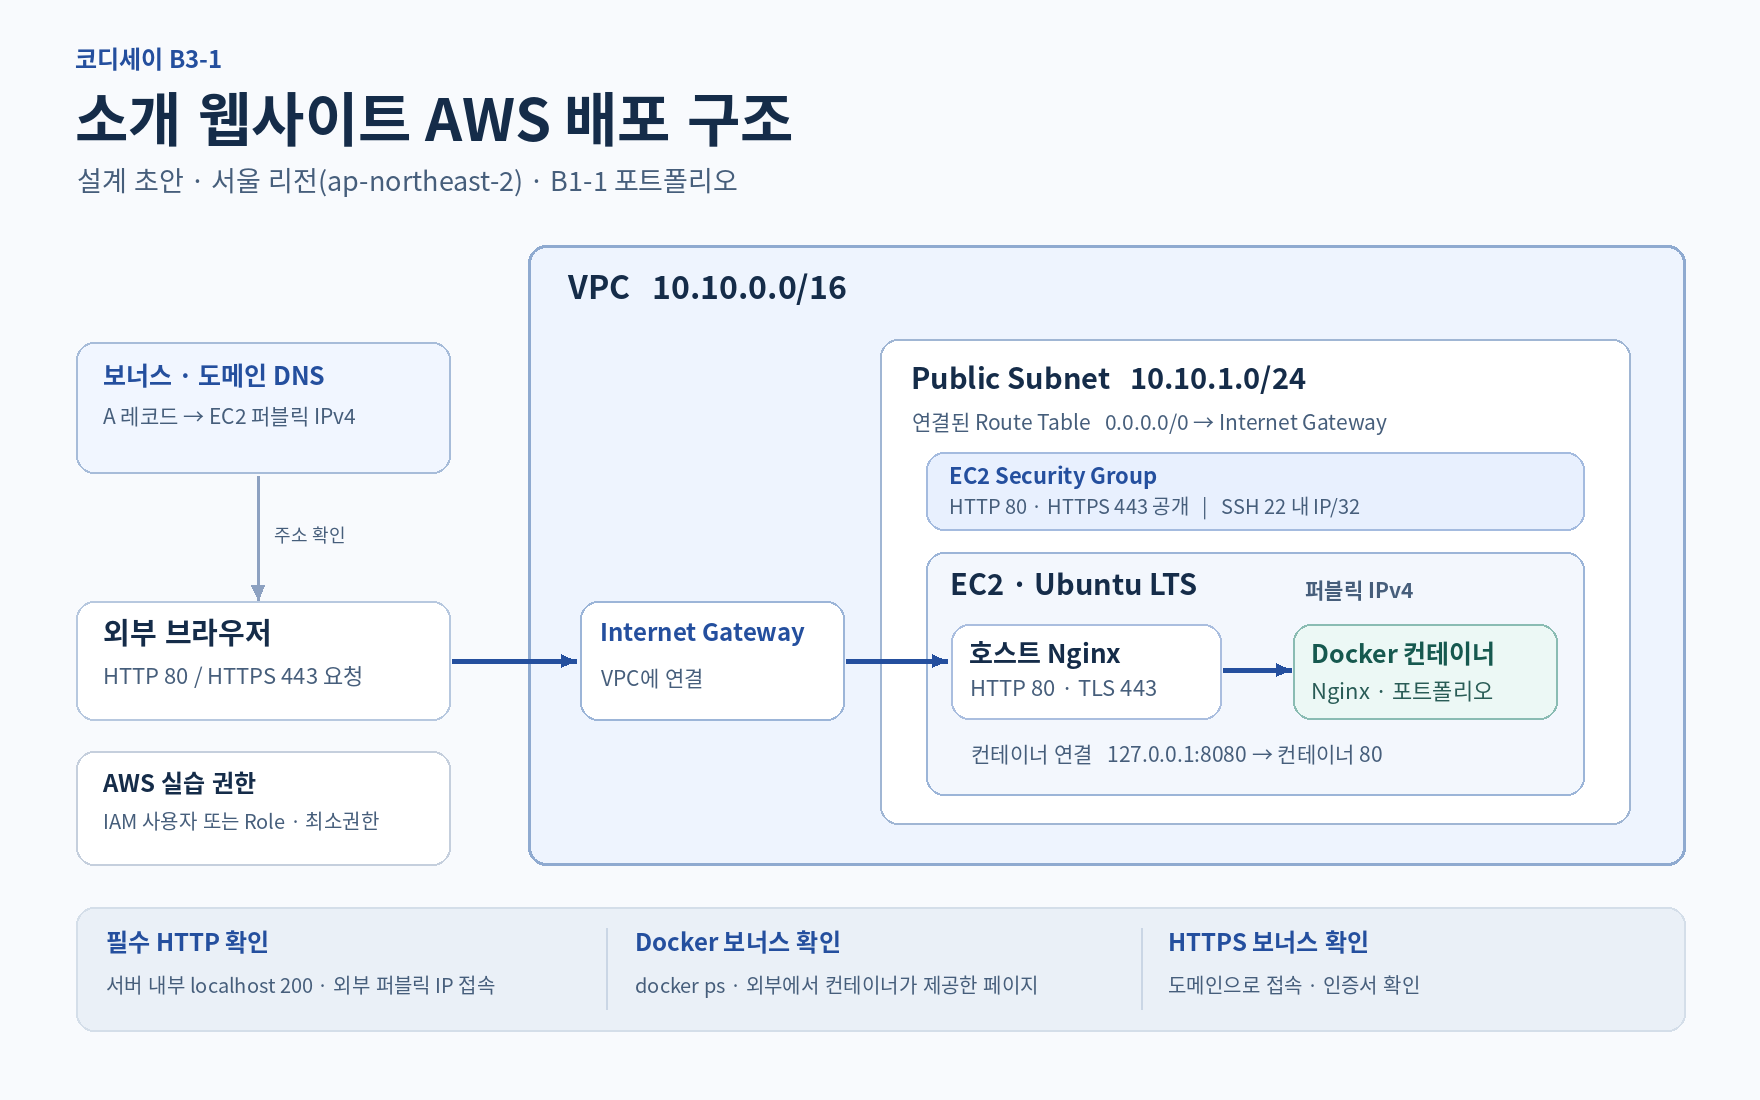 코디세이 B3-1
소개 웹사이트 AWS 배포 구조
설계 초안 · 서울 리전(ap-northeast-2) · B1-1 포트폴리오
VPC 10.10.0.0/16
보너스 · 도메인 DNS
A 레코드 → EC2 퍼블릭 IPv4
주소 확인
외부 브라우저
HTTP 80 / HTTPS 443 요청
AWS 실습 권한
IAM 사용자 또는 Role · 최소권한
Internet Gateway
VPC에 연결
Public Subnet 10.10.1.0/24
연결된 Route Table 0.0.0.0/0 → Internet Gateway
EC2 Security Group
HTTP 80 · HTTPS 443 공개 | SSH 22 내 IP/32
EC2 · Ubuntu LTS
퍼블릭 IPv4
호스트 Nginx
HTTP 80 · TLS 443
Docker 컨테이너
Nginx · 포트폴리오
컨테이너 연결 127.0.0.1:8080 → 컨테이너 80
필수 HTTP 확인
서버 내부 localhost 200 · 외부 퍼블릭 IP 접속
Docker 보너스 확인
docker ps · 외부에서 컨테이너가 제공한 페이지
HTTPS 보너스 확인
도메인으로 접속 · 인증서 확인